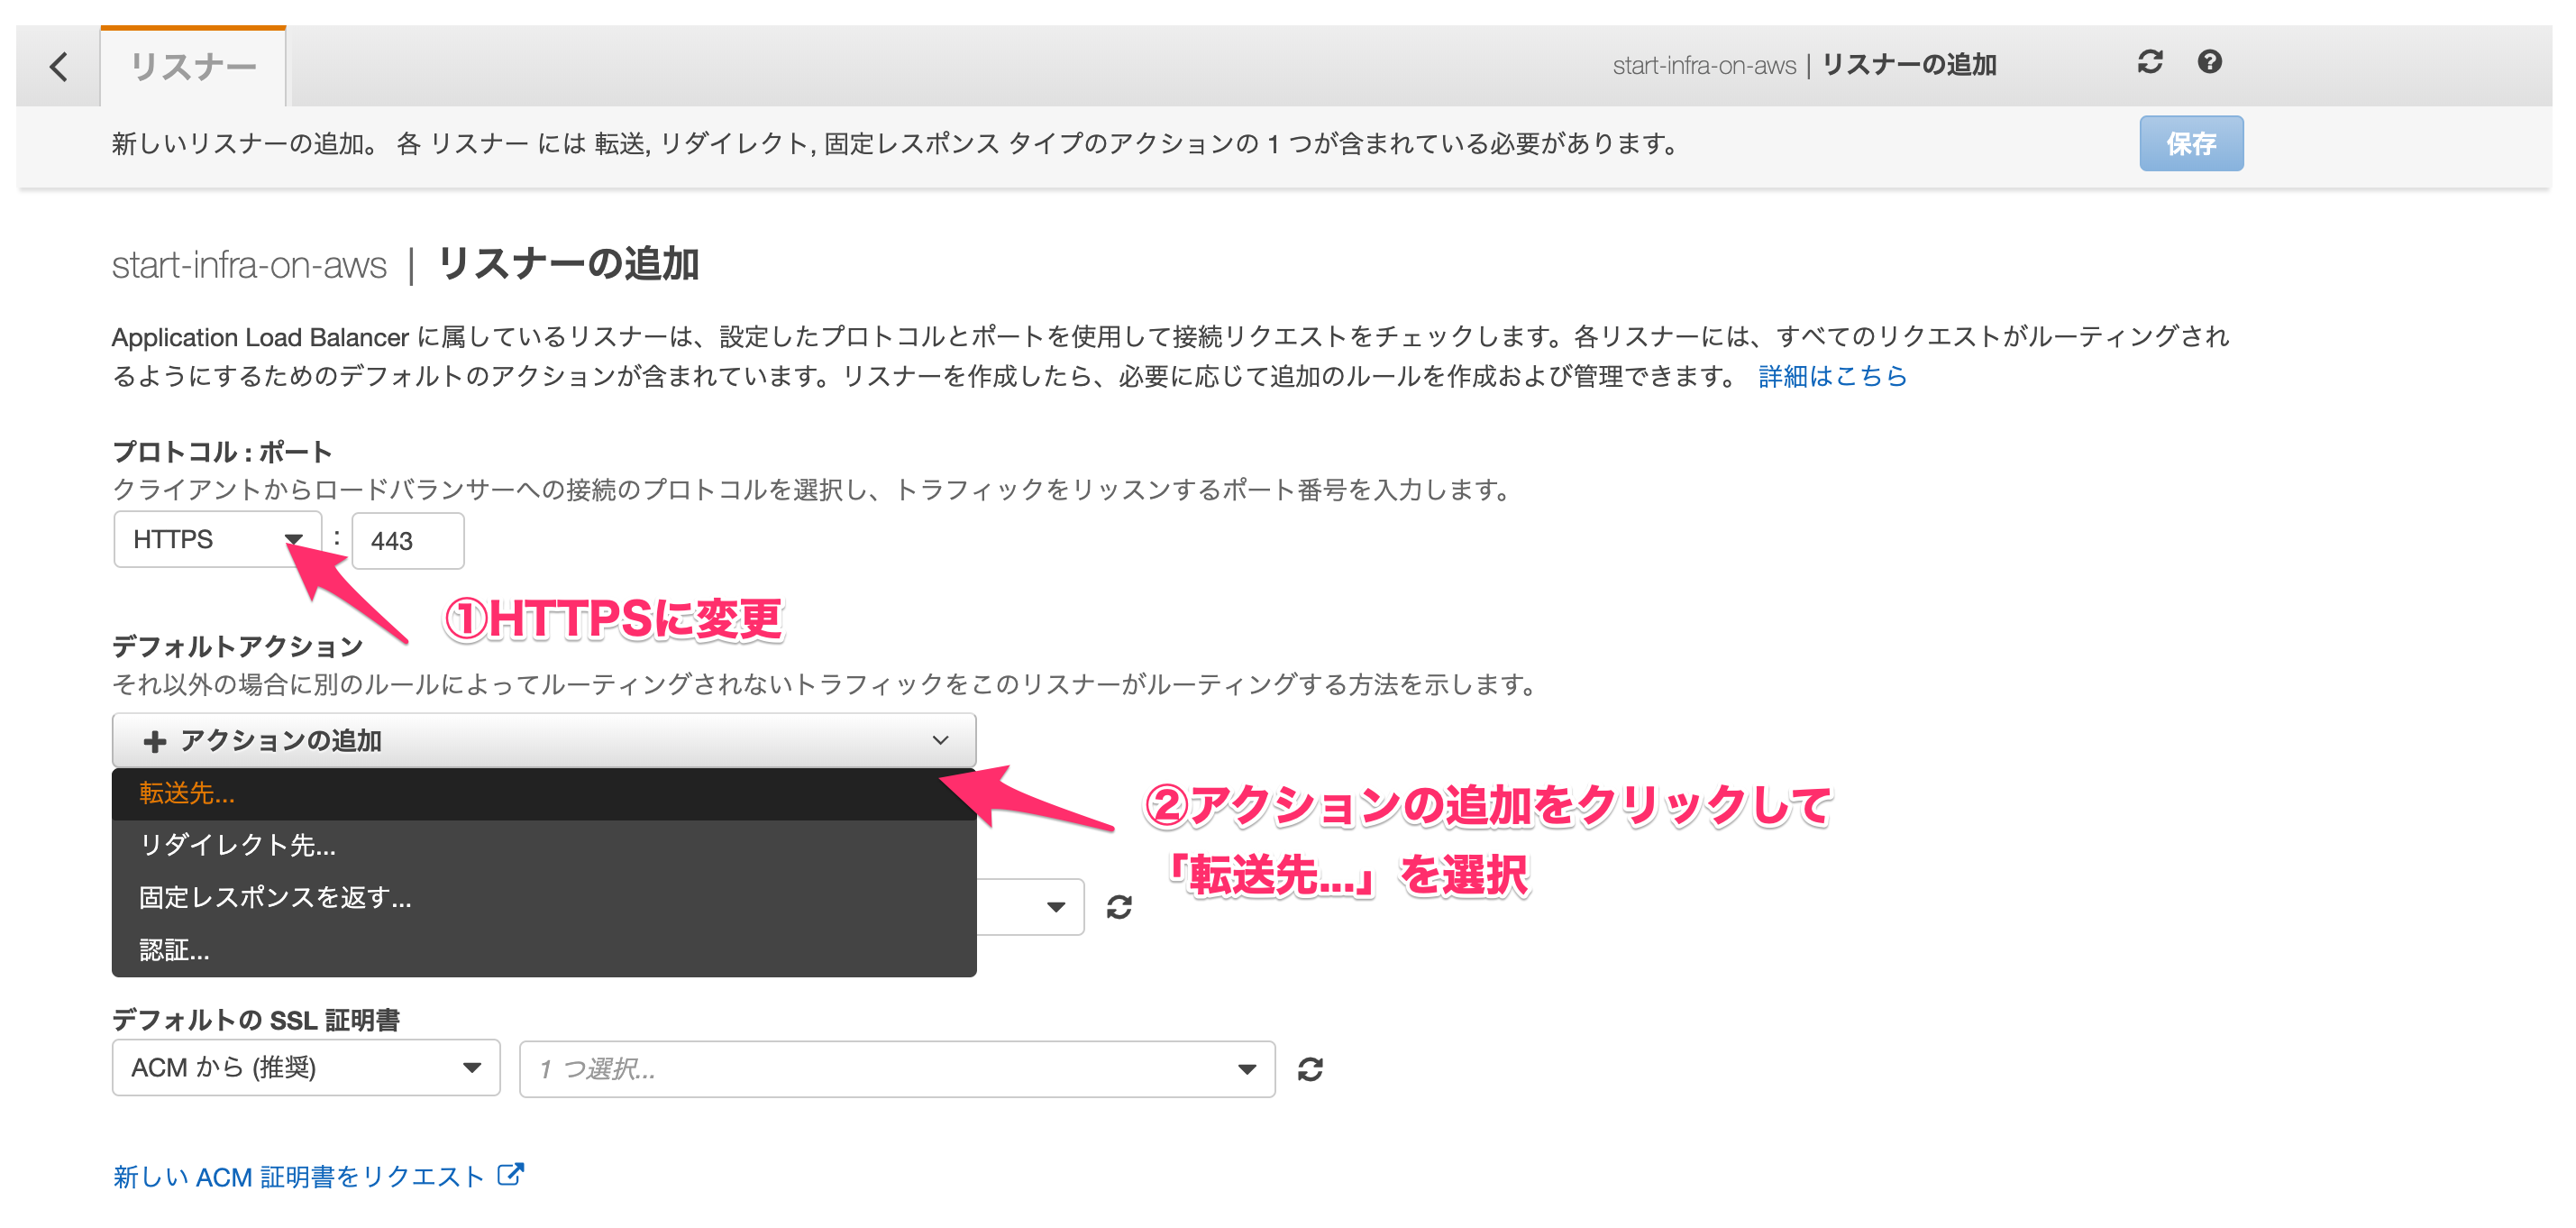 リスナー
start-infra-on-aws | リスナーの追加
新しいリスナーの追加。 各 リスナー には 転送, リダイレクト, 固定レスポンス タイプのアクションの 1 つが含まれている必要があります。
保存
start-infra-on-aws | リスナーの追加
Application Load Balancer に属しているリスナーは、設定したプロトコルとポートを使用して接続リクエストをチェックします。各リスナーには、すべてのリクエストがルーティングされ
るようにするためのデフォルトのアクションが含まれています。リスナーを作成したら、必要に応じて追加のルールを作成および管理できます。 詳細はこちら
プロトコル : ポート
クライアントからロードバランサーへの接続のプロトコルを選択し、トラフィックをリッスンするポート番号を入力します。
HTTPS : 443
①HTTPSに変更
デフォルトアクション
それ以外の場合に別のルールによってルーティングされないトラフィックをこのリスナーがルーティングする方法を示します。
アクションの追加
転送先...
リダイレクト先...
固定レスポンスを返す...
認証...
②アクションの追加をクリックして
「転送先...」を選択
デフォルトの SSL 証明書
ACM から (推奨)
1 つ選択...
新しい ACM 証明書をリクエスト